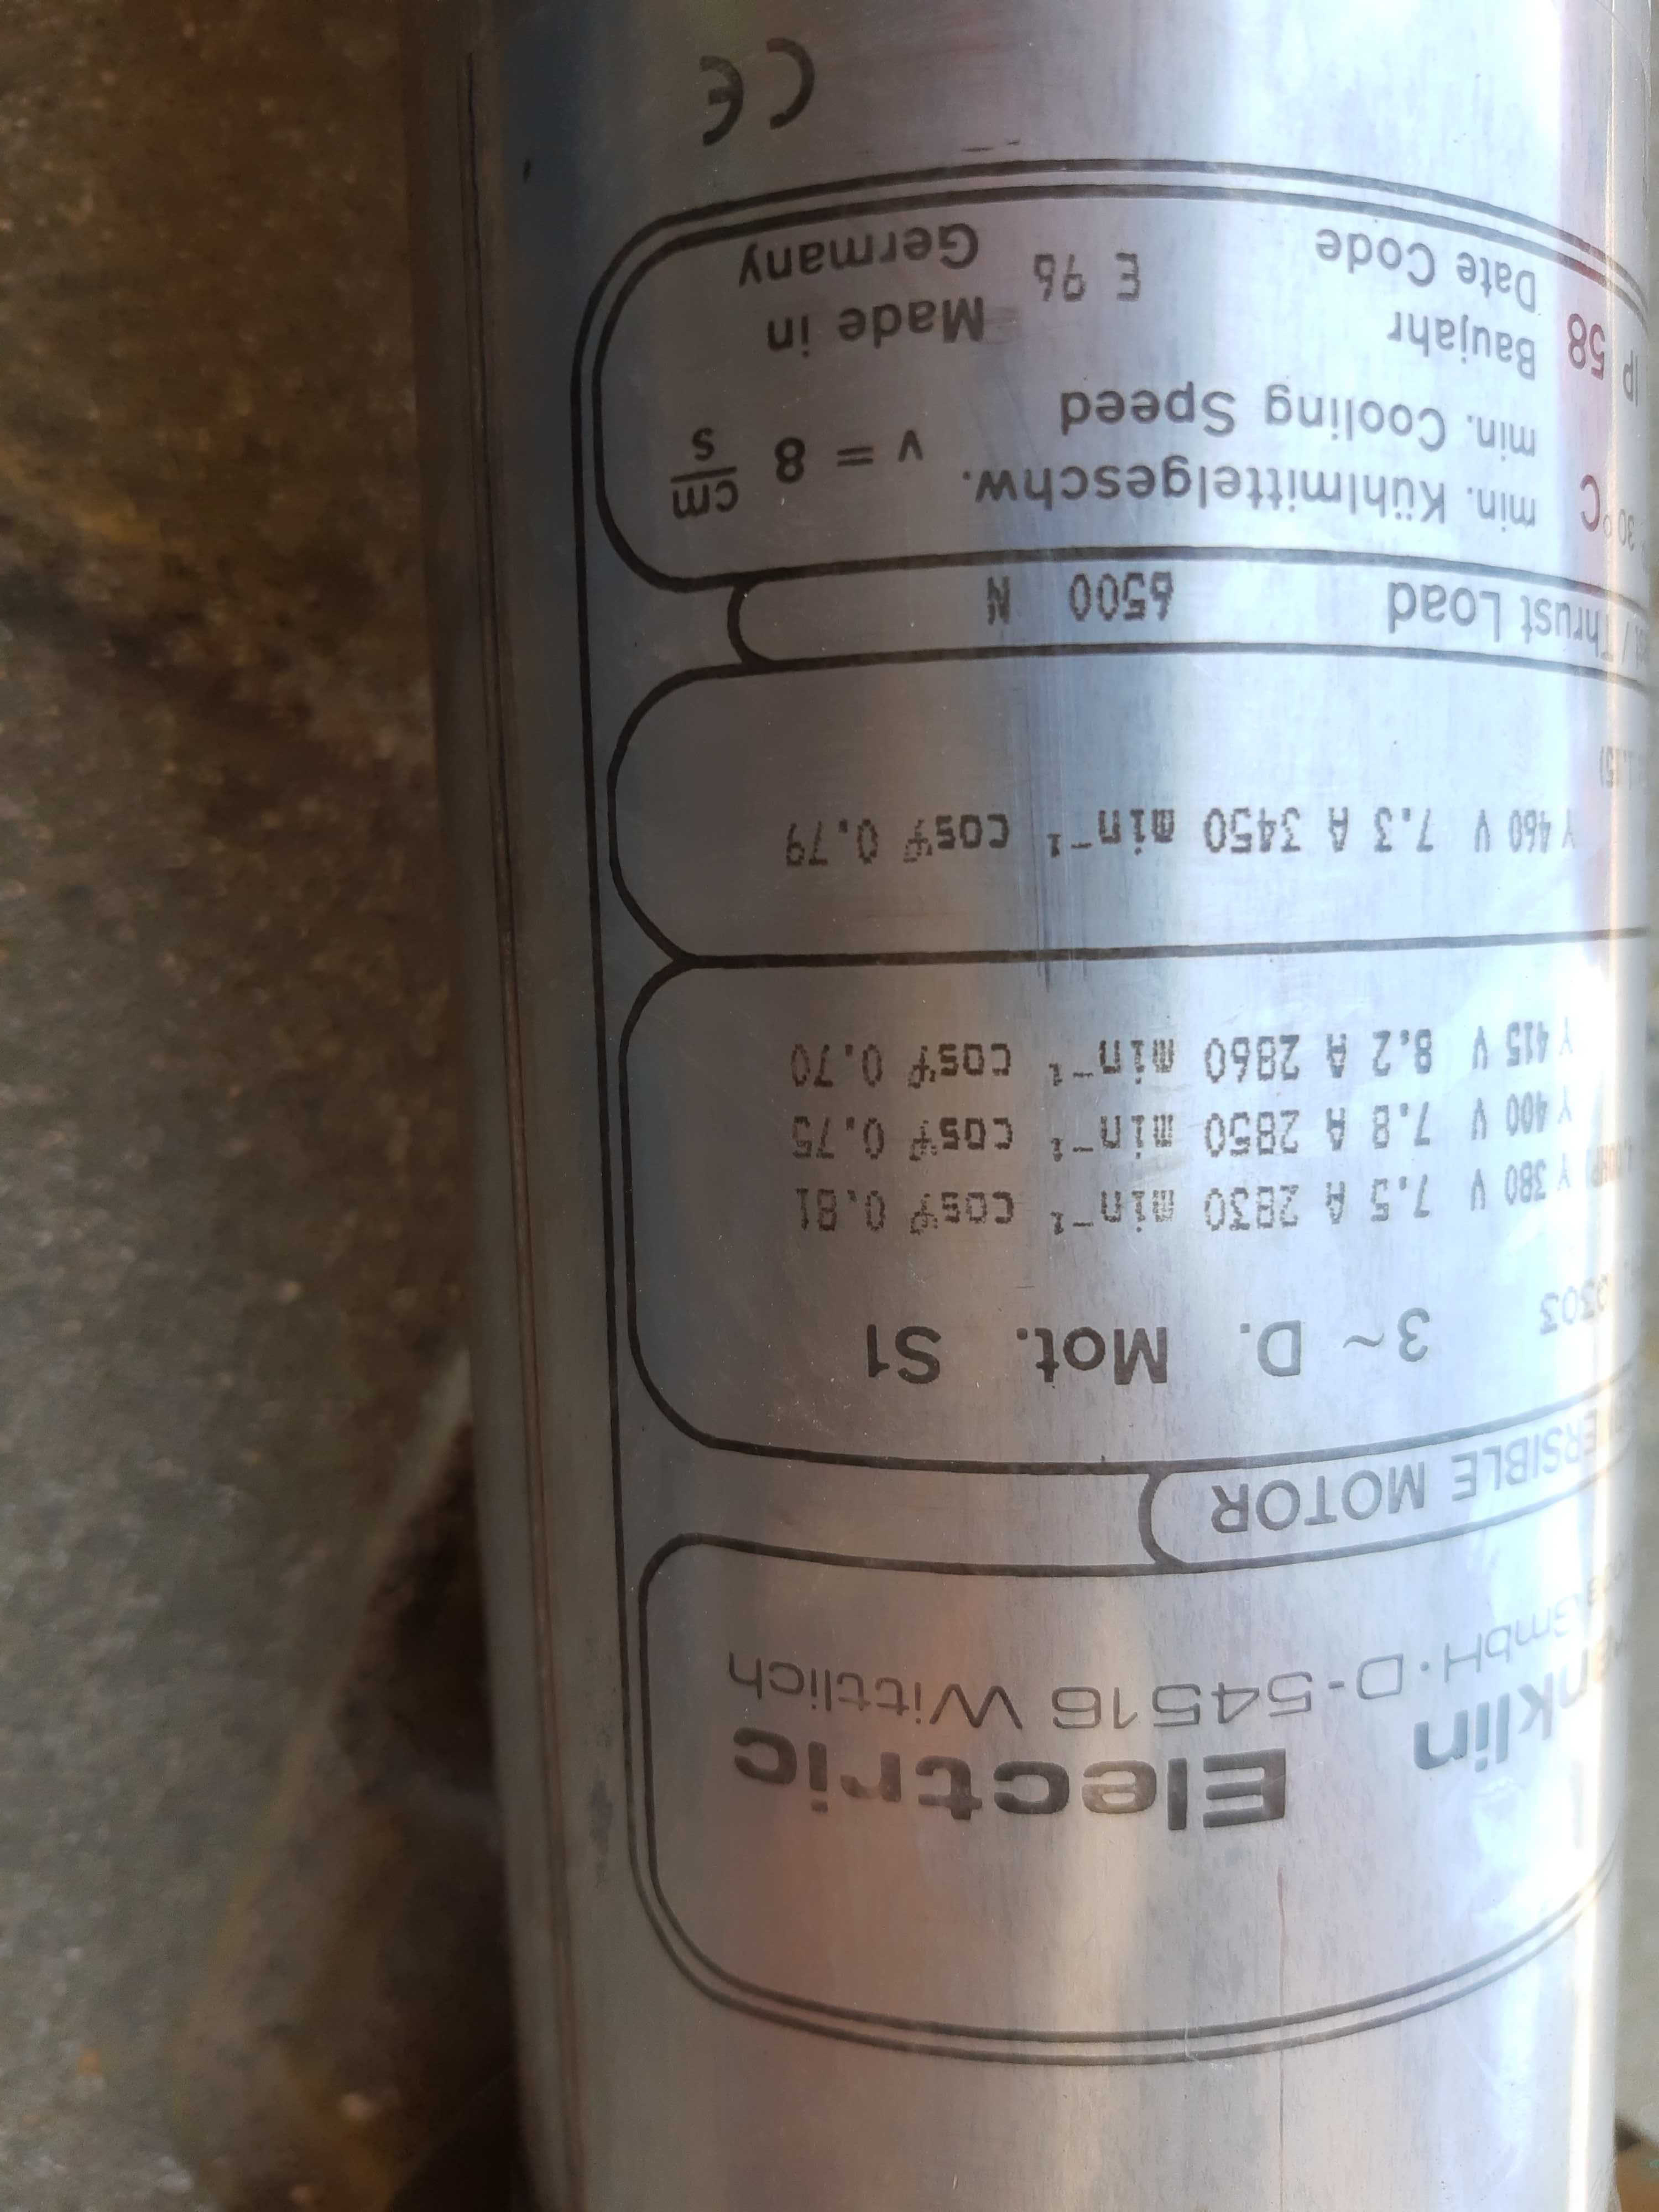 Electric
GmbH · D-54516 Wittlich
MOTOR
3~ D. Mot. S1
Y 380 V 7.5 A 2830 min⁻¹ cosφ 0.81
Y 400 V 7.8 A 2850 min⁻¹ cosφ 0.75
Y 415 V 8.2 A 2860 min⁻¹ cosφ 0.70
Y 460 V 7.3 A 3450 min⁻¹ cosφ 0.79
Thrust Load 6500 N
30°C min. Kühlmittelgeschw. v = 8 cm/s
min. Cooling Speed
IP 58 Baujahr E 96 Made in
Date Code Germany
CE